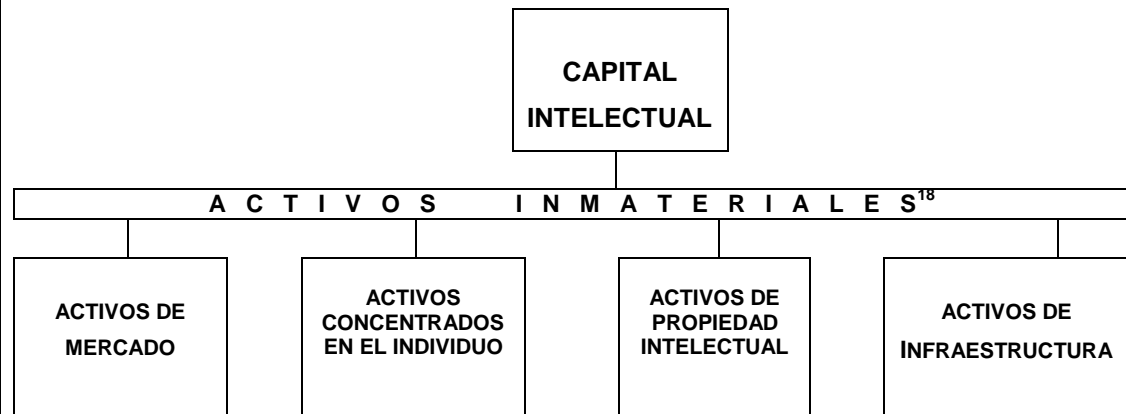 CAPITAL
INTELECTUAL
A C T I V O S I N M A T E R I A L E S18
ACTIVOS DE
MERCADO
ACTIVOS
CONCENTRADOS
EN EL INDIVIDUO
ACTIVOS DE
PROPIEDAD
INTELECTUAL
ACTIVOS DE
INFRAESTRUCTURA